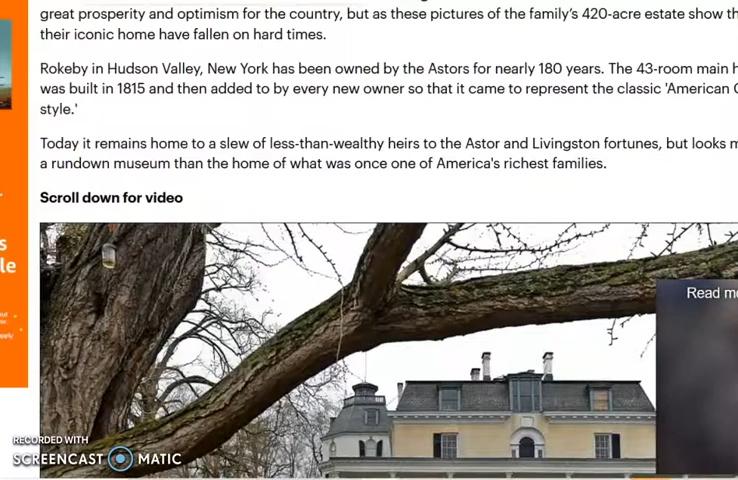 great prosperity and optimism for the country, but as these pictures of the family's 420-acre estate show
their iconic home have fallen on hard times.
Rokeby in Hudson Valley, New York has been owned by the Astors for nearly 180 years. The 43-room main
was built in 1815 and then added to by every new owner so that it came to represent the classic 'American
style.'
Today it remains home to a slew of less-than-wealthy heirs to the Astor and Livingston fortunes, but looks
a rundown museum than the home of what was once one of America's richest families.
Scroll down for video
Read
RECORDED WITH
SCREENCAST MATIC